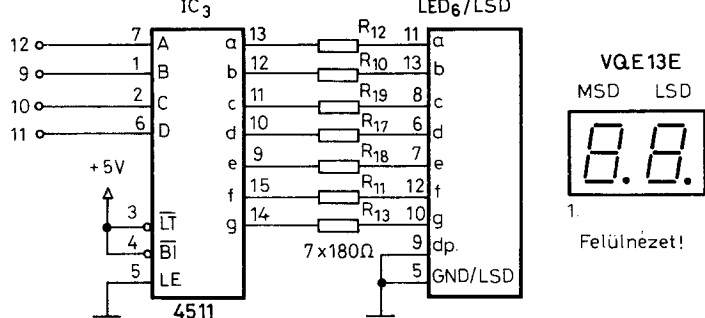 IC3 LED6/LSD
12 7 A a 13 R12 11 a
9 1 B b 12 R10 13 b
10 2 C c 11 R19 8 c
11 6 D d 10 R17 6 d
e 9 R18 7 e
f 15 R11 12 f
g 14 R13 10 g
+5V
3 LT
4 BI
5 LE
7x180Ω
9 dp.
5 GND/LSD
4511
VQE13E
MSD LSD
8.8.
1.
Felülnézet!